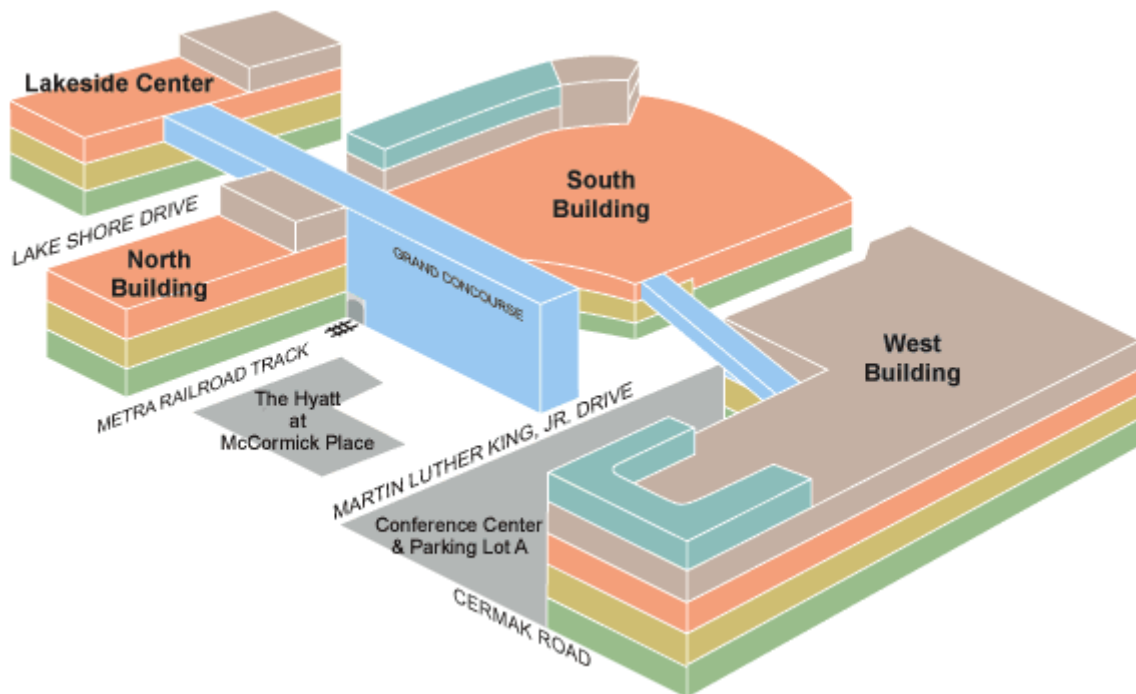 Lakeside Center
South
Building
LAKE SHORE DRIVE
North
Building
GRAND CONCOURSE
West
Building
METRA RAILROAD TRACK
The Hyatt
at
McCormick Place
MARTIN LUTHER KING, JR. DRIVE
Conference Center
& Parking Lot A
CERMAK ROAD